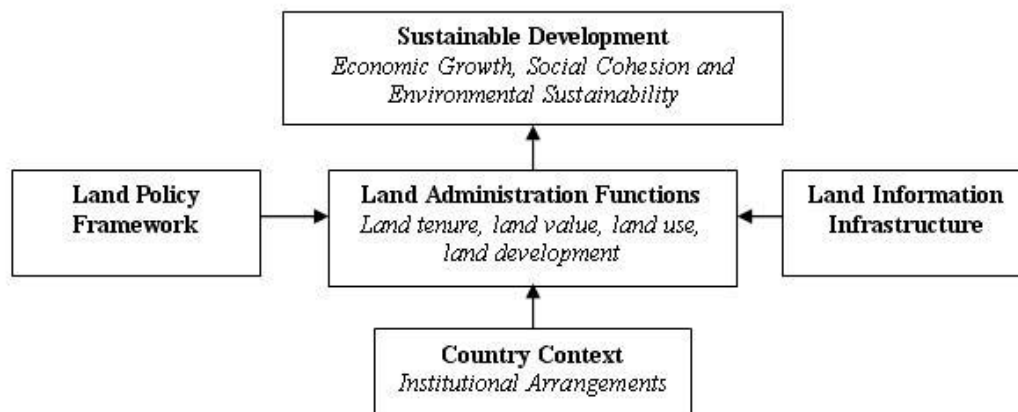 Sustainable Development
Economic Growth, Social Cohesion and
Environmental Sustainability
Land Policy
Framework
Land Administration Functions
Land tenure, land value, land use,
land development
Land Information
Infrastructure
Country Context
Institutional Arrangements